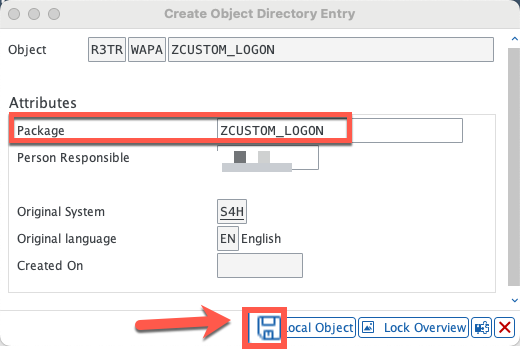 Create Object Directory Entry
Object R3TR WAPA ZCUSTOM_LOGON
Attributes
Package ZCUSTOM_LOGON
Person Responsible
Original System S4H
Original language EN English
Created On
Local Object Lock Overview